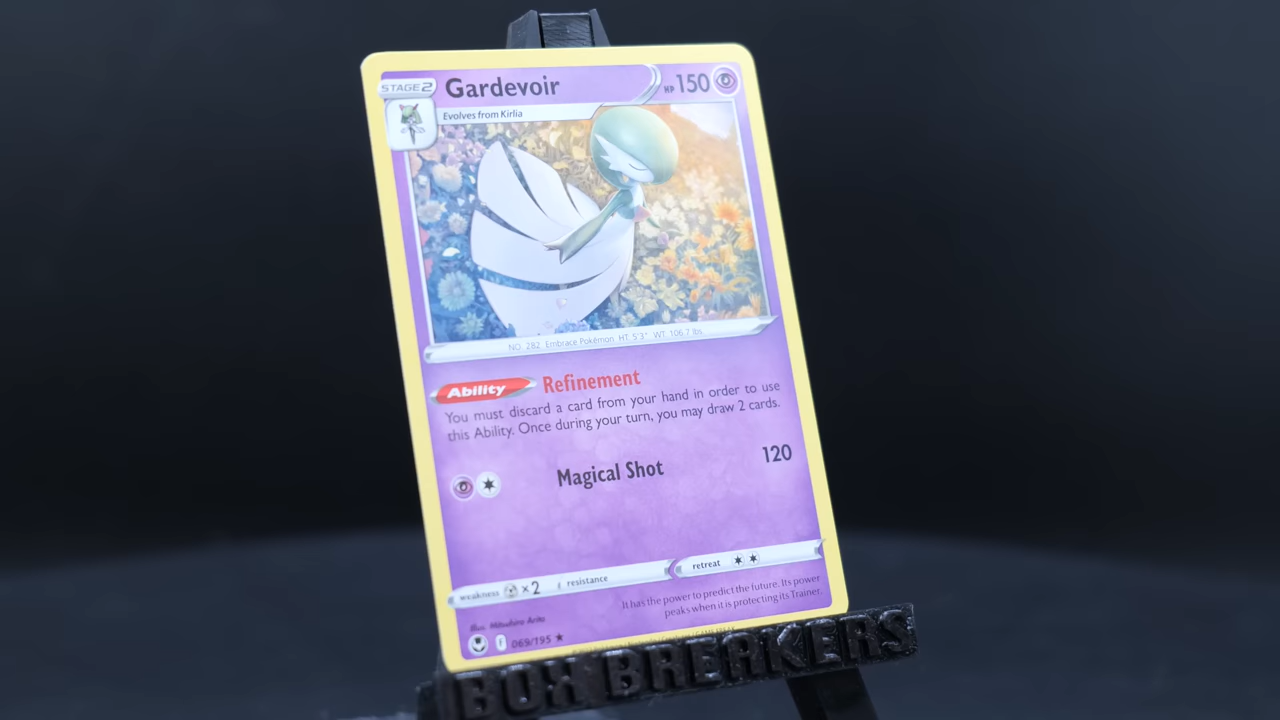 STAGE2
Gardevoir
HP 150
Evolves from Kirlia
NO. 282 Embrace Pokémon HT: 5'3" WT: 106.7 lbs
Ability Refinement
You must discard a card from your hand in order to use
this Ability. Once during your turn, you may draw 2 cards.
Magical Shot 120
weakness ×2 resistance retreat
It has the power to predict the future. Its power
peaks when it is protecting its Trainer.
Illus. Mitsuhiro Arita
069/195 ★
BOX BREAKERS